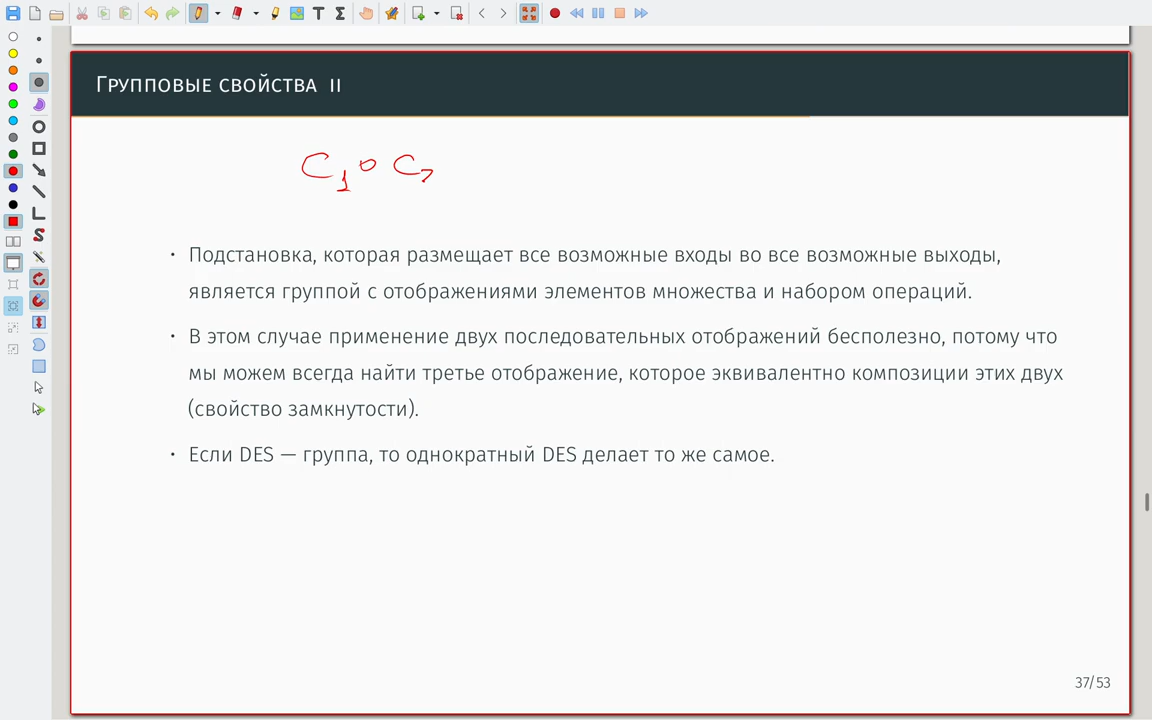 Групповые свойства II
C₁ ∘ C₂
• Подстановка, которая размещает все возможные входы во все возможные выходы,
является группой с отображениями элементов множества и набором операций.
• В этом случае применение двух последовательных отображений бесполезно, потому что
мы можем всегда найти третье отображение, которое эквивалентно композиции этих двух
(свойство замкнутости).
• Если DES — группа, то однократный DES делает то же самое.
37/53